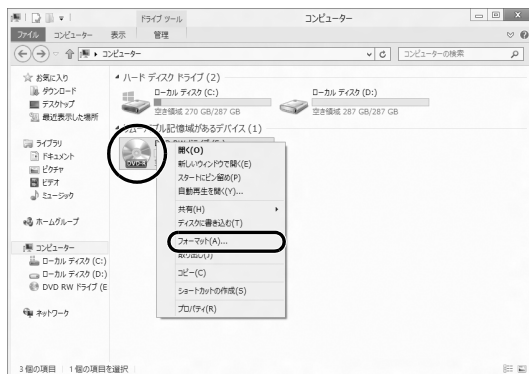 ドライブ ツール
コンピューター
ファイル
コンピューター
表示
管理
コンピューター
コンピューターの検索
お気に入り
ダウンロード
デスクトップ
最近表示した場所
ライブラリ
ドキュメント
ピクチャ
ビデオ
ミュージック
ホームグループ
コンピューター
ローカル ディスク (C:)
ローカル ディスク (D:)
DVD RW ドライブ (E
ネットワーク
ハード ディスク ドライブ (2)
ローカル ディスク (C:)
空き領域 270 GB/287 GB
ローカル ディスク (D:)
空き領域 287 GB/287 GB
ブル記憶域があるデバイス (1)
開く(O)
新しいウィンドウで開く(E)
スタートにピン留め(P)
自動再生を開く(Y)...
共有(H)
ディスクに書き込む(T)
フォーマット(A)...
取り出し(J)
コピー(C)
ショートカットの作成(S)
プロパティ(R)
3 個の項目
1 個の項目を選択